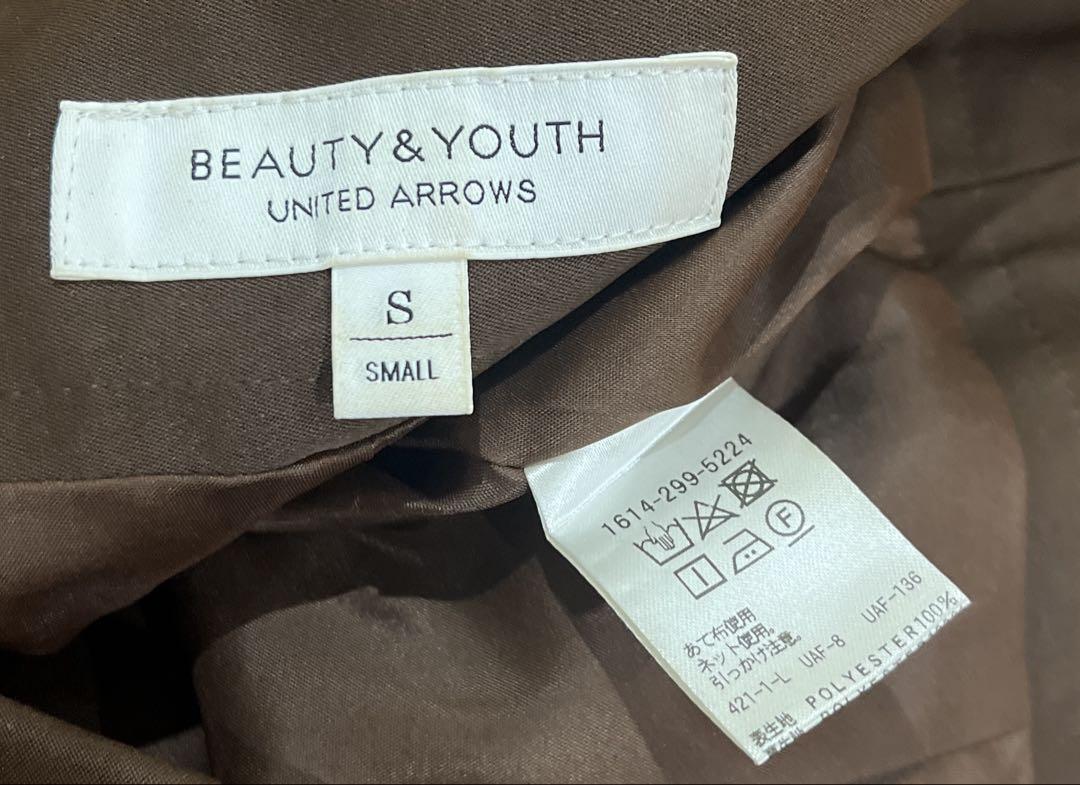 BEAUTY&YOUTH
UNITED ARROWS
S
SMALL
1614-299-5224
F
あて布使用
ネット使用。
引っかけ注意。
421-1-L UAF-8 UAF-136
表生地 POLYESTER100%